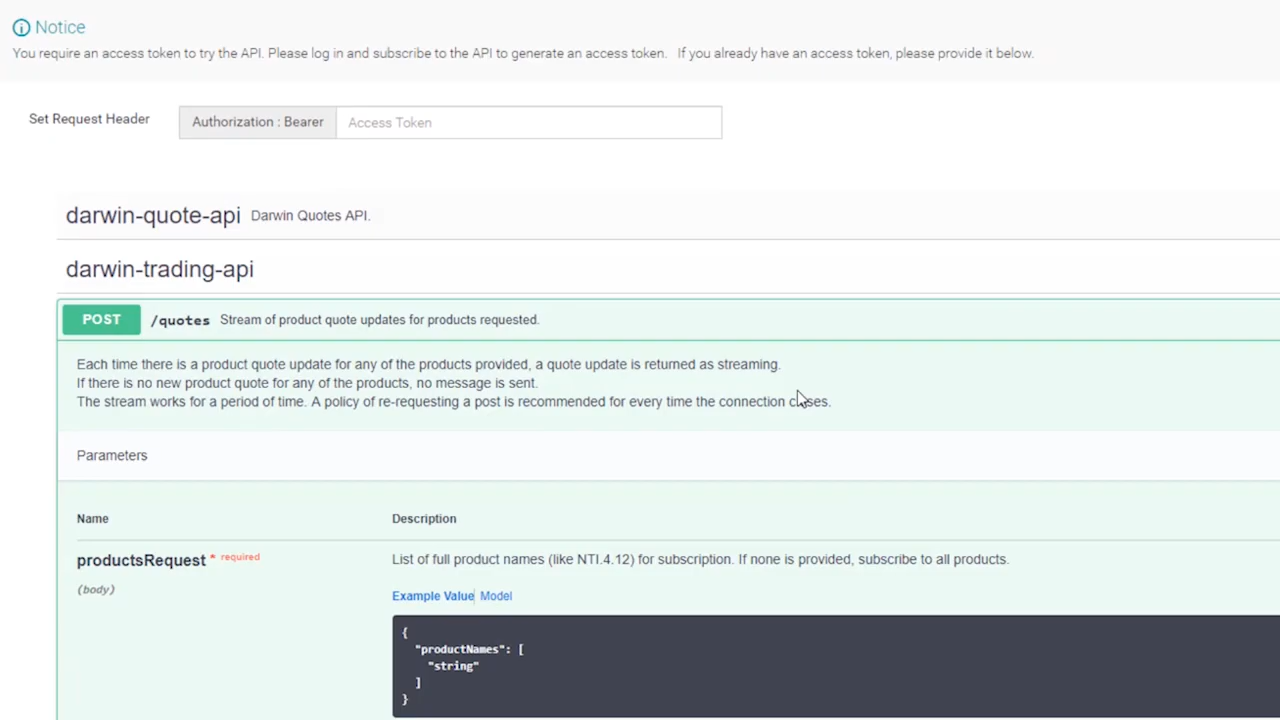 Notice
You require an access token to try the API. Please log in and subscribe to the API to generate an access token. If you already have an access token, please provide it below.
Set Request Header Authorization : Bearer Access Token
darwin-quote-api Darwin Quotes API.
darwin-trading-api
POST /quotes Stream of product quote updates for products requested.
Each time there is a product quote update for any of the products provided, a quote update is returned as streaming.
If there is no new product quote for any of the products, no message is sent.
The stream works for a period of time. A policy of re-requesting a post is recommended for every time the connection closes.
Parameters
Name Description
productsRequest * required List of full product names (like NTI.4.12) for subscription. If none is provided, subscribe to all products.
(body)
Example Value Model
{
"productNames": [
"string"
]
}